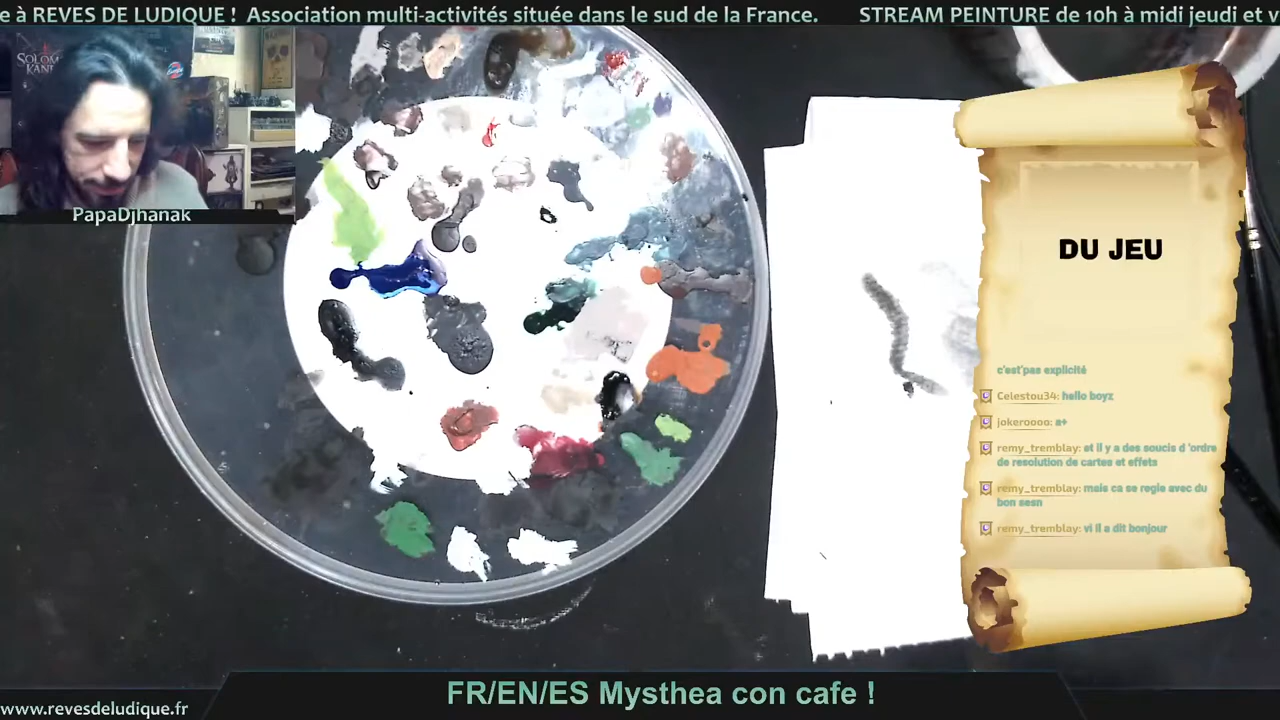 e à REVES DE LUDIQUE ! Association multi-activités située dans le sud de la France. STREAM PEINTURE de 10h à midi jeudi et v
SOLOM
KANE
PapaDjhanak
DU JEU
c'est'pas explicité
Celestou34: hello boyz
jokeroooo: a+
remy_tremblay: et il y a des soucis d 'ordre
de resolution de cartes et effets
remy_tremblay: mais ca se regle avec du
bon sesn
remy_tremblay: vi il a dit bonjour
FR/EN/ES Mysthea con cafe !
www.revesdeludique.fr